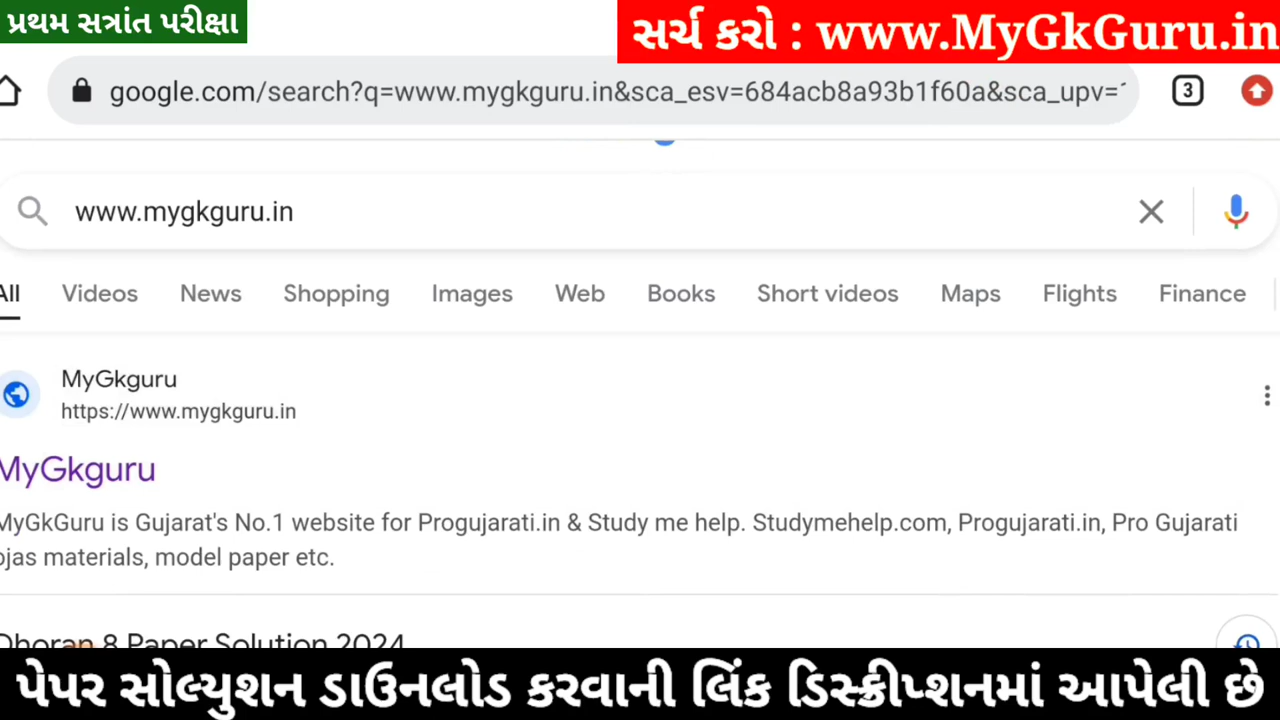 પ્રથમ સત્રાંત પરીક્ષા
સર્ચ કરો : www.MyGkGuru.in
google.com/search?q=www.mygkguru.in&sca_esv=684acb8a93b1f60a&sca_upv=
3
www.mygkguru.in
All Videos News Shopping Images Web Books Short videos Maps Flights Finance
MyGkguru
https://www.mygkguru.in
MyGkguru
MyGkGuru is Gujarat's No.1 website for Progujarati.in & Study me help. Studymehelp.com, Progujarati.in, Pro Gujarati
ojas materials, model paper etc.
Dhoran 8 Paper Solution 2024
પેપર સોલ્યુશન ડાઉનલોડ કરવાની લિંક ડિસ્ક્રીપ્શનમાં આપેલી છે